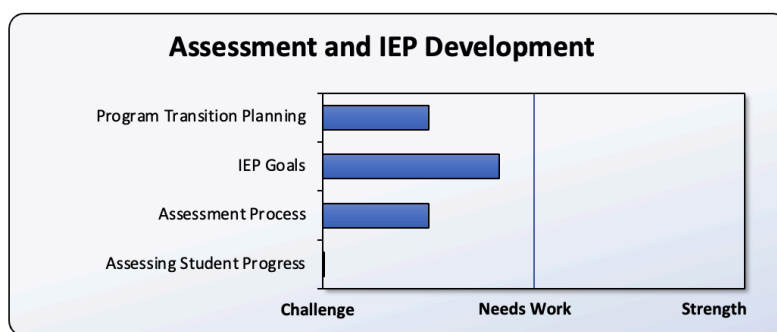 Assessment and IEP Development
Program Transition Planning
IEP Goals
Assessment Process
Assessing Student Progress
Challenge Needs Work Strength